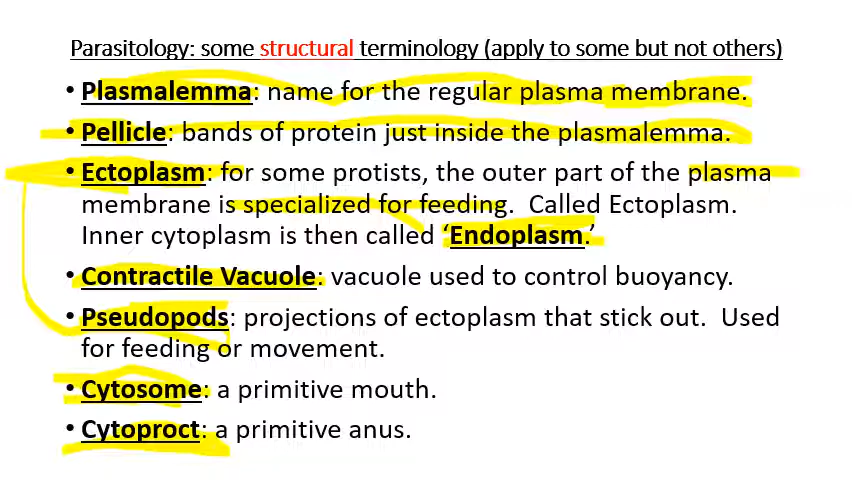 Parasitology: some structural terminology (apply to some but not others)
• Plasmalemma: name for the regular plasma membrane.
• Pellicle: bands of protein just inside the plasmalemma.
• Ectoplasm: for some protists, the outer part of the plasma
membrane is specialized for feeding.  Called Ectoplasm.
Inner cytoplasm is then called ‘Endoplasm.’
• Contractile Vacuole: vacuole used to control buoyancy.
• Pseudopods: projections of ectoplasm that stick out.  Used
for feeding or movement.
• Cytosome: a primitive mouth.
• Cytoproct: a primitive anus.